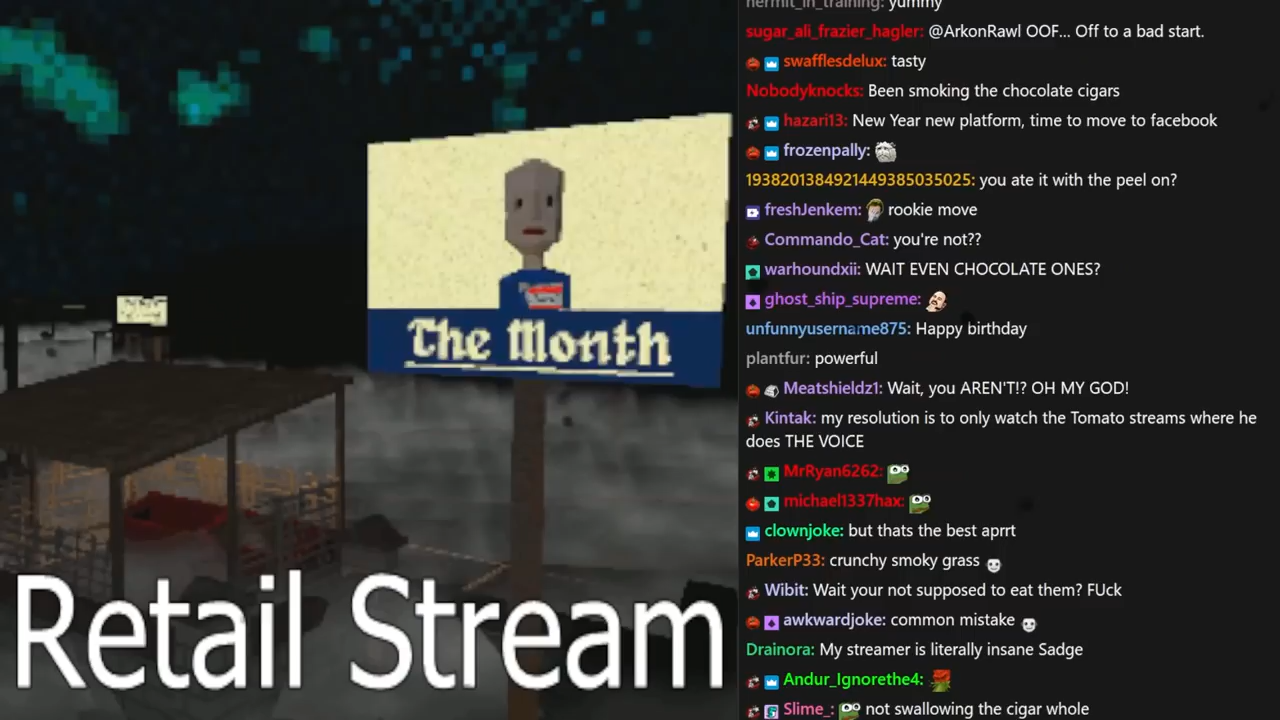 The Month
Retail Stream
hermit_in_training: yummy
sugar_ali_frazier_hagler: @ArkonRawl OOF... Off to a bad start.
swafflesdelux: tasty
Nobodyknocks: Been smoking the chocolate cigars
hazari13: New Year new platform, time to move to facebook
frozenpally:
193820138492144938503​5025: you ate it with the peel on?
freshJenkem: rookie move
Commando_Cat: you're not??
warhoundxii: WAIT EVEN CHOCOLATE ONES?
ghost_ship_supreme:
unfunnyusername875: Happy birthday
plantfur: powerful
Meatshieldz1: Wait, you AREN'T!? OH MY GOD!
Kintak: my resolution is to only watch the Tomato streams where he
does THE VOICE
MrRyan6262:
michael1337hax:
clownjoke: but thats the best aprrt
ParkerP33: crunchy smoky grass
Wibit: Wait your not supposed to eat them? FUck
awkwardjoke: common mistake
Drainora: My streamer is literally insane Sadge
Andur_Ignorethe4:
Slime_: not swallowing the cigar whole